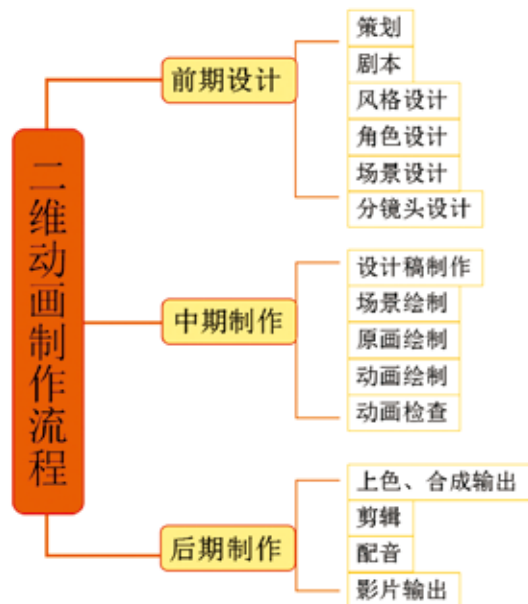 二维动画制作流程
前期设计
策划
剧本
风格设计
角色设计
场景设计
分镜头设计
中期制作
设计稿制作
场景绘制
原画绘制
动画绘制
动画检查
后期制作
上色、合成输出
剪辑
配音
影片输出